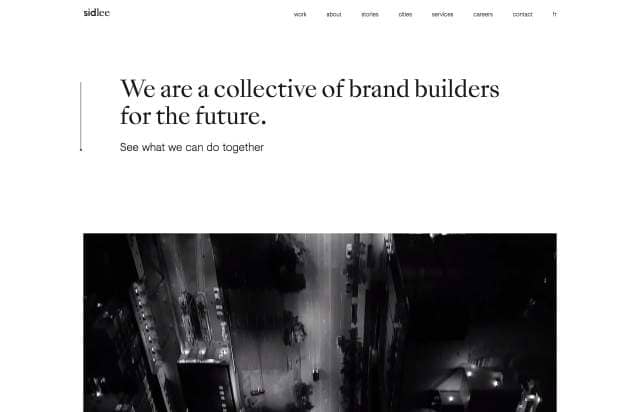 sidlee
work about stories cities services careers contact fr
We are a collective of brand builders
for the future.
See what we can do together